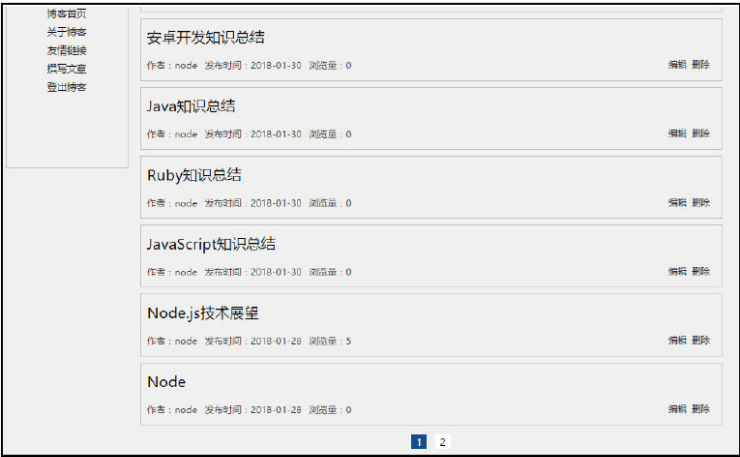 博客首页
关于博客
友情链接
撰写文章
登出博客
安卓开发知识总结
作者：node 发布时间：2018-01-30 浏览量：0 编辑 删除
Java知识总结
作者：node 发布时间：2018-01-30 浏览量：0 编辑 删除
Ruby知识总结
作者：node 发布时间：2018-01-30 浏览量：0 编辑 删除
JavaScript知识总结
作者：node 发布时间：2018-01-30 浏览量：0 编辑 删除
Node.js技术展望
作者：node 发布时间：2018-01-28 浏览量：5 编辑 删除
Node
作者：node 发布时间：2018-01-28 浏览量：0 编辑 删除
1 2